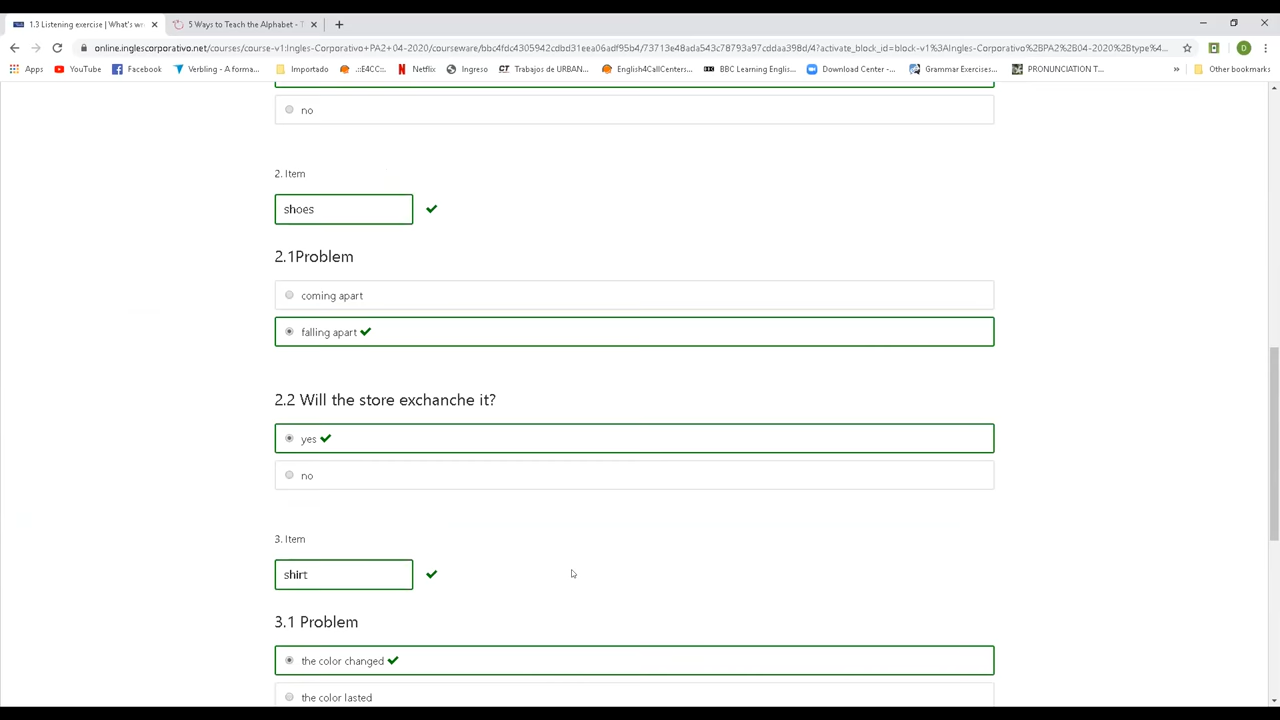 1.3 Listening exercise | What's wr
5 Ways to Teach the Alphabet - T
online.inglescorporativo.net/courses/course-v1:Ingles-Corporativo+PA2+04-2020/courseware/bbc4fdc4305942cdbd31eea06adf95b4/73713e48ada543c78793a97cddaa398d/4?activate_block_id=block-v1%3AIngles-Corporativo%2BPA2%2B04-2020%2Btype%4...
D
Apps YouTube Facebook Verbling - A forma... Importado .::E4CC::. Netflix Ingreso Trabajos de URBAN... English4CallCenters... BBC Learning Englis... Download Center -... Grammar Exercises... PRONUNCIATION T... » Other bookmarks
no
2. Item
shoes
2.1Problem
coming apart
falling apart
2.2 Will the store exchanche it?
yes
no
3. Item
shirt
3.1 Problem
the color changed
the color lasted